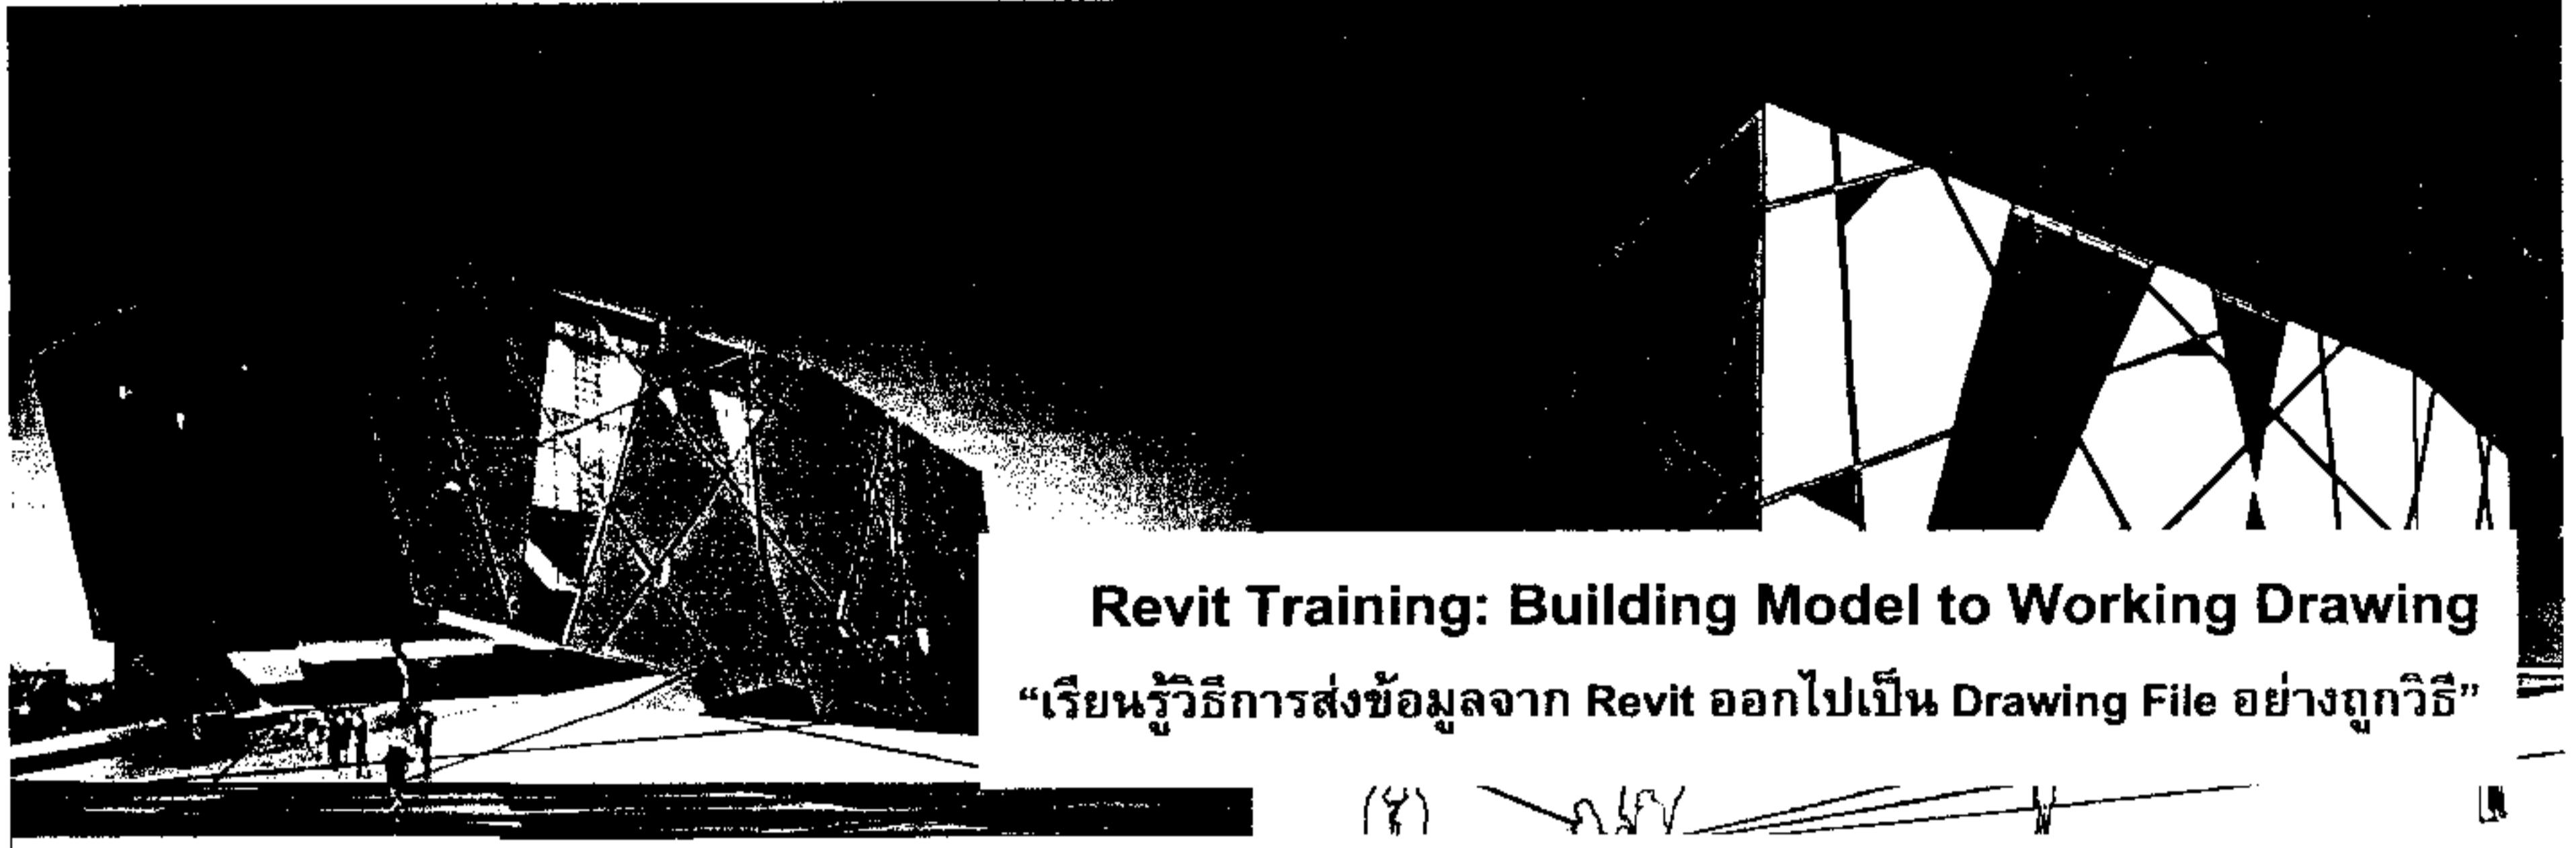 Revit Training: Building Model to Working Drawing
“เรียนรู้วิธีการส่งข้อมูลจาก Revit ออกไปเป็น Drawing File อย่างถูกวิธี”